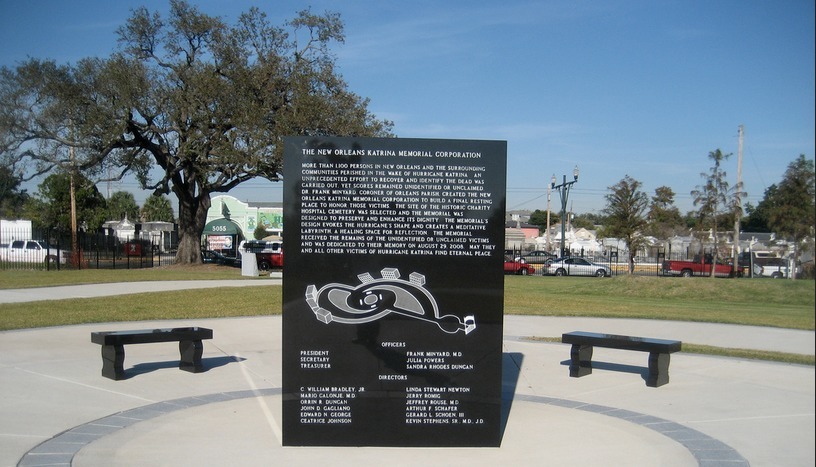 5055
THE NEW ORLEANS KATRINA MEMORIAL CORPORATION
MORE THAN 1,100 PERSONS IN NEW ORLEANS AND THE SURROUNDING
COMMUNITIES PERISHED IN THE WAKE OF HURRICANE KATRINA. AN
UNPRECEDENTED EFFORT TO RECOVER AND IDENTIFY THE DEAD WAS
CARRIED OUT, YET SCORES REMAINED UNIDENTIFIED OR UNCLAIMED.
DR. FRANK MINYARD, CORONER OF ORLEANS PARISH, CREATED THE NEW
ORLEANS KATRINA MEMORIAL CORPORATION TO BUILD A FINAL RESTING
PLACE TO HONOR THOSE VICTIMS. THE SITE OF THE HISTORIC CHARITY
HOSPITAL CEMETERY WAS SELECTED AND THE MEMORIAL WAS
DESIGNED TO PRESERVE AND ENHANCE ITS DIGNITY. THE MEMORIAL'S
DESIGN EVOKES THE HURRICANE'S SHAPE AND CREATES A MEDITATIVE
LABYRINTH, A HEALING SPACE FOR REFLECTION. THE MEMORIAL
RECEIVED THE REMAINS OF THE UNIDENTIFIED OR UNCLAIMED VICTIMS
AND WAS DEDICATED TO THEIR MEMORY ON AUGUST 29, 2008. MAY THEY
AND ALL OTHER VICTIMS OF HURRICANE KATRINA FIND ETERNAL PEACE.
OFFICERS
PRESIDENT FRANK MINYARD, M.D.
SECRETARY JULIA POWERS
TREASURER SANDRA RHODES DUNCAN
DIRECTORS
C. WILLIAM BRADLEY, JR. LINDA STEWART NEWTON
MARIO CALONJE, M.D. JERRY ROMIG
ORRIN R. DUNCAN JEFFREY ROUSE, M.D.
JOHN D. GAGLIANO ARTHUR F. SCHAFER
EDWARD N. GEORGE GERARD L. SCHOEN, III
CEATRICE JOHNSON KEVIN STEPHENS, SR., M.D., J.D.